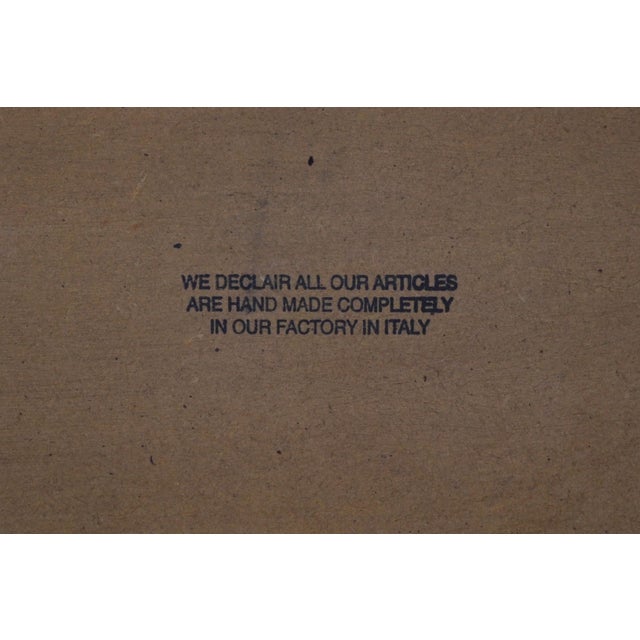 WE DECLAIR ALL OUR ARTICLES
ARE HAND MADE COMPLETELY
IN OUR FACTORY IN ITALY